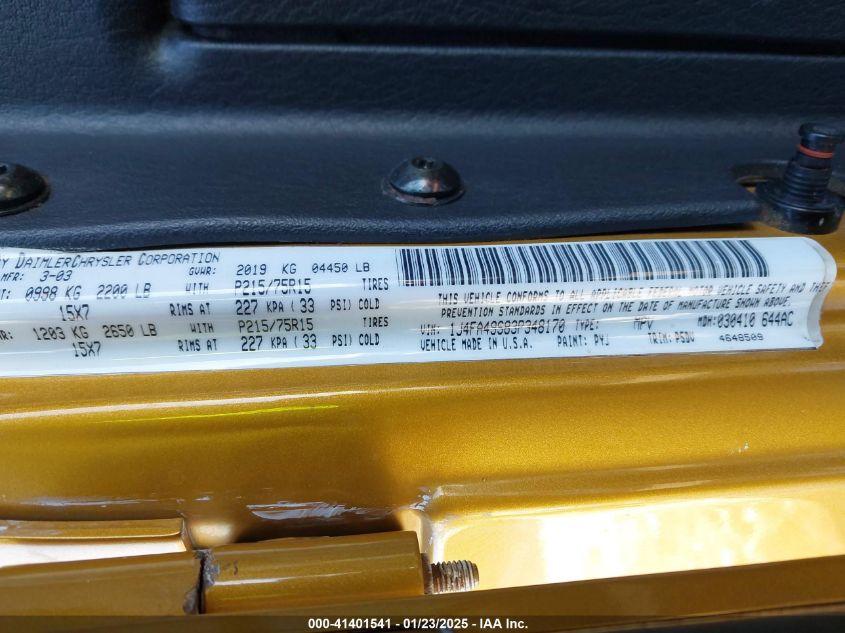 Y DAIMLERCHRYSLER CORPORATION
MFR: 3-03 GVWR: 2019 KG 04450 LB
T: 0998 KG 2200 LB WITH P215/75R15 TIRES
15X7 RIMS AT 227 KPA ( 33 PSI) COLD
R: 1203 KG 2650 LB WITH P215/75R15 TIRES
15X7 RIMS AT 227 KPA ( 33 PSI) COLD
THIS VEHICLE CONFORMS TO ALL APPLICABLE FEDERAL MOTOR VEHICLE SAFETY AND THEFT
PREVENTION STANDARDS IN EFFECT ON THE DATE OF MANUFACTURE SHOWN ABOVE.
VIN: 1J4FA49S83P348170 TYPE: MPV MDH: 030410 644AC
VEHICLE MADE IN U.S.A. PAINT: PYJ TRIM: PSDV 4648509
000-41401541 - 01/23/2025 - IAA Inc.